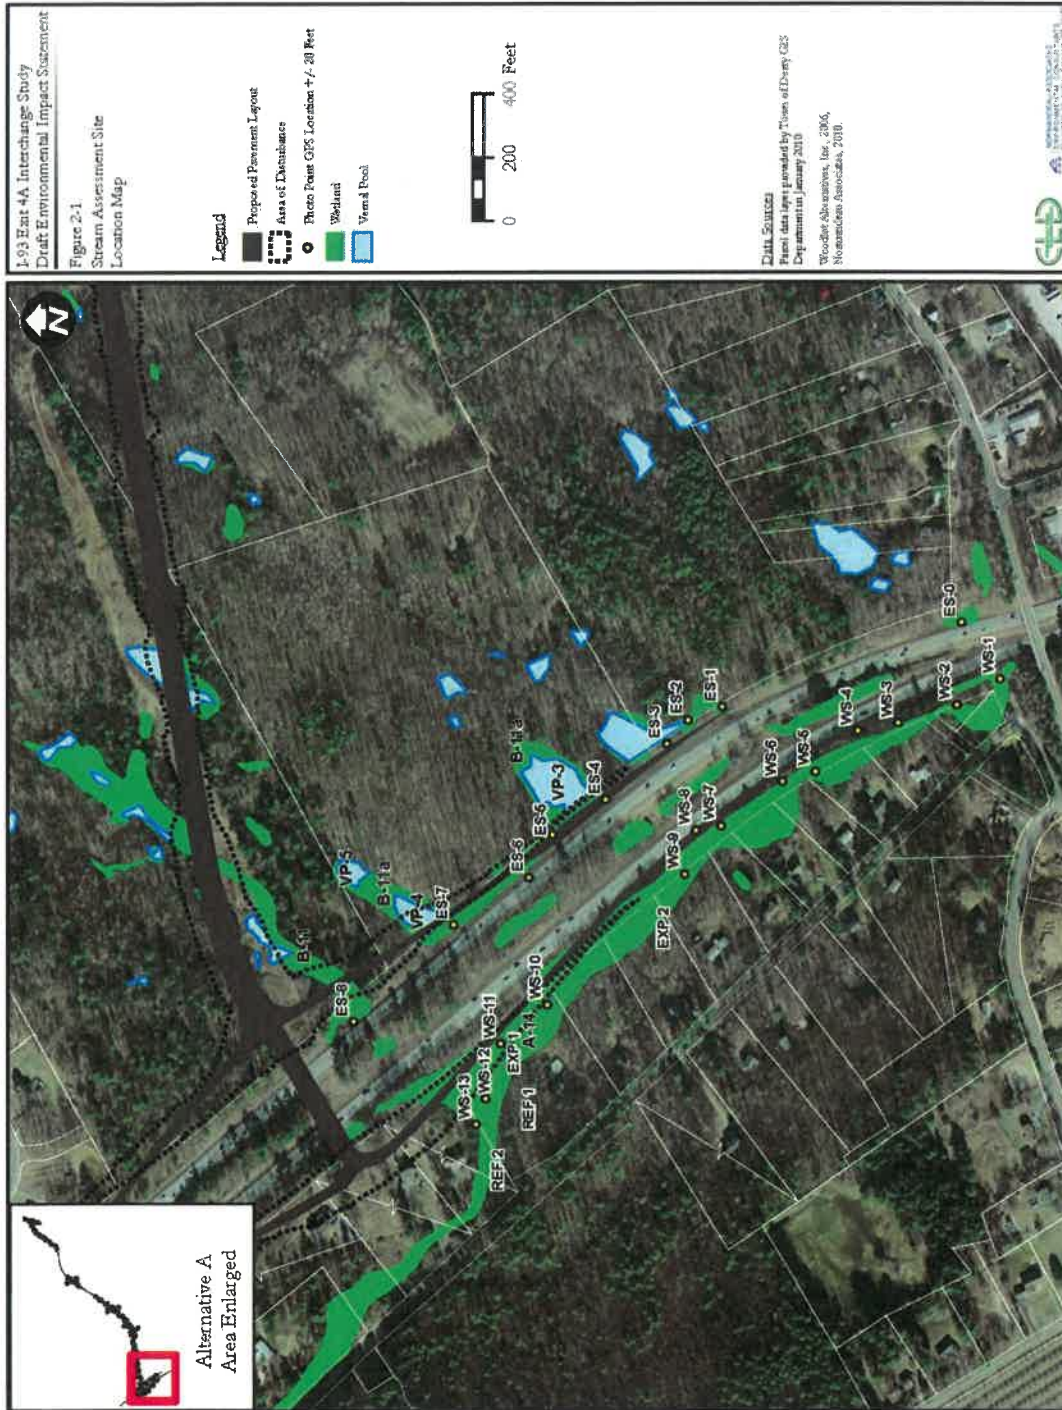 I-93 Exit 4A Interchange Study
Draft Environmental Impact Statement
Figure 2-1
Stream Assessment Site
Location Map
Legend
Proposed Pavement Layout
Area of Disturbance
Photo Point GPS Location +/- 20 Feet
Wetland
Vernal Pool
0 200 400 Feet
Data Sources
Parcel data layer provided by Town of Derry GIS
Department in January 2010
Woodlot Alternatives, Inc., 2006,
Normandeau Associates, 2010.
CLD
NORMANDEAU ASSOCIATES
ENVIRONMENTAL CONSULTANTS
N
Alternative A
Area Enlarged
B-11
ES-8
VP-5
B-11a
VP-4
ES-7
ES-6
ES-5
B-11a
VP-3
ES-4
ES-3
ES-2
ES-1
ES-0
WS-13
WS-12
WS-11
EXP 1
A-14
WS-10
REF 1
REF 2
EXP 2
WS-9
WS-8
WS-7
WS-6
WS-5
WS-4
WS-3
WS-2
WS-1